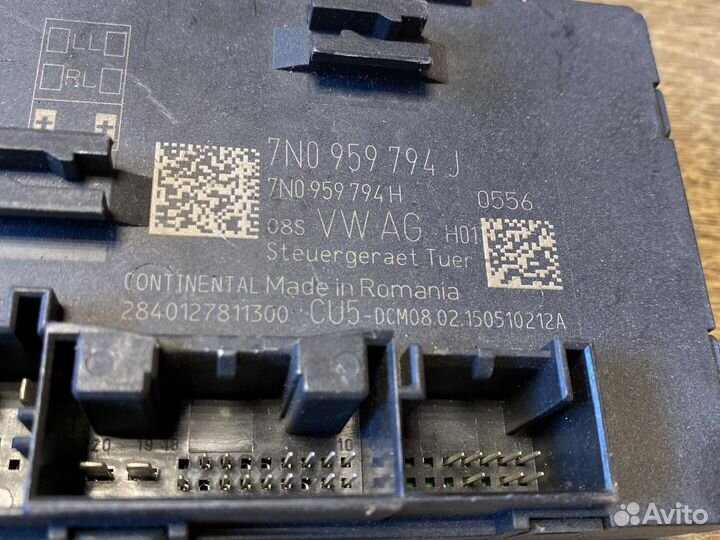 LL
RL
7N0 959 794 J
7N0 959 794 H
0556
08S VW AG H01
Steuergeraet Tuer
CONTINENTAL Made in Romania
2840127811300 CU5-DCM08.02.150510212A
20 19 18 10
Avito